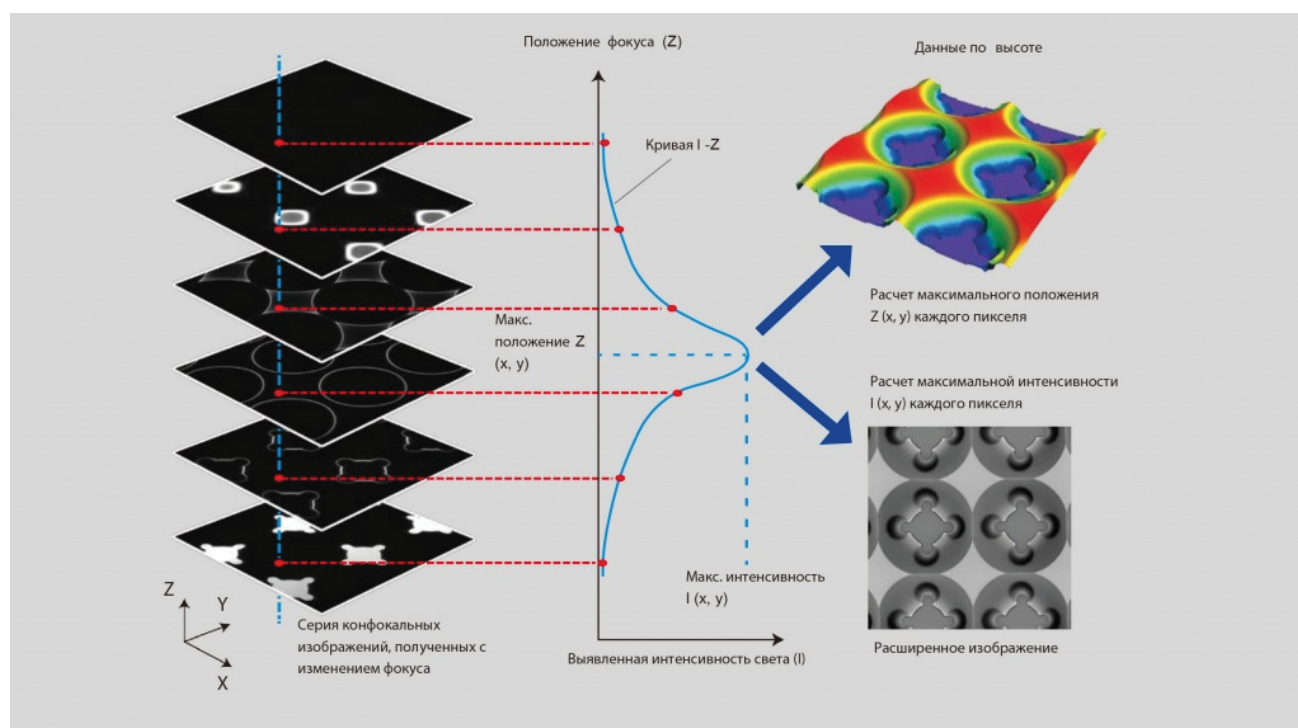 Положение фокуса (Z)
Данные по высоте
Кривая I -Z
Расчет максимального положения
Z (x, y) каждого пикселя
Макс.
положение Z
(x, y)
Расчет максимальной интенсивности
I (x, y) каждого пикселя
Макс. интенсивность
I (x, y)
Z
Y
X
Серия конфокальных
изображений, полученных с
изменением фокуса
Выявленная интенсивность света (I)
Расширенное изображение